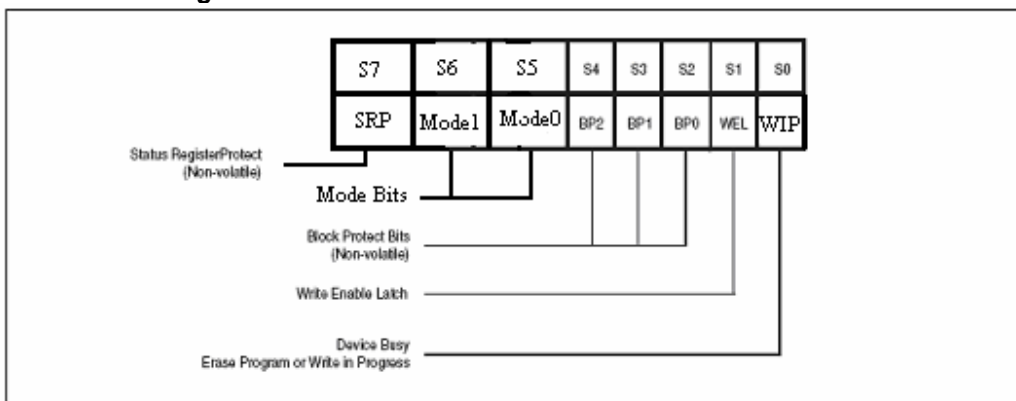 S7 S6 S5 S4 S3 S2 S1 S0
SRP Mode1 Mode0 BP2 BP1 BP0 WEL WIP
Status RegisterProtect
(Non-volatile)
Mode Bits
Block Protect Bits
(Non-volatile)
Write Enable Latch
Device Busy
Erase Program or Write in Progress